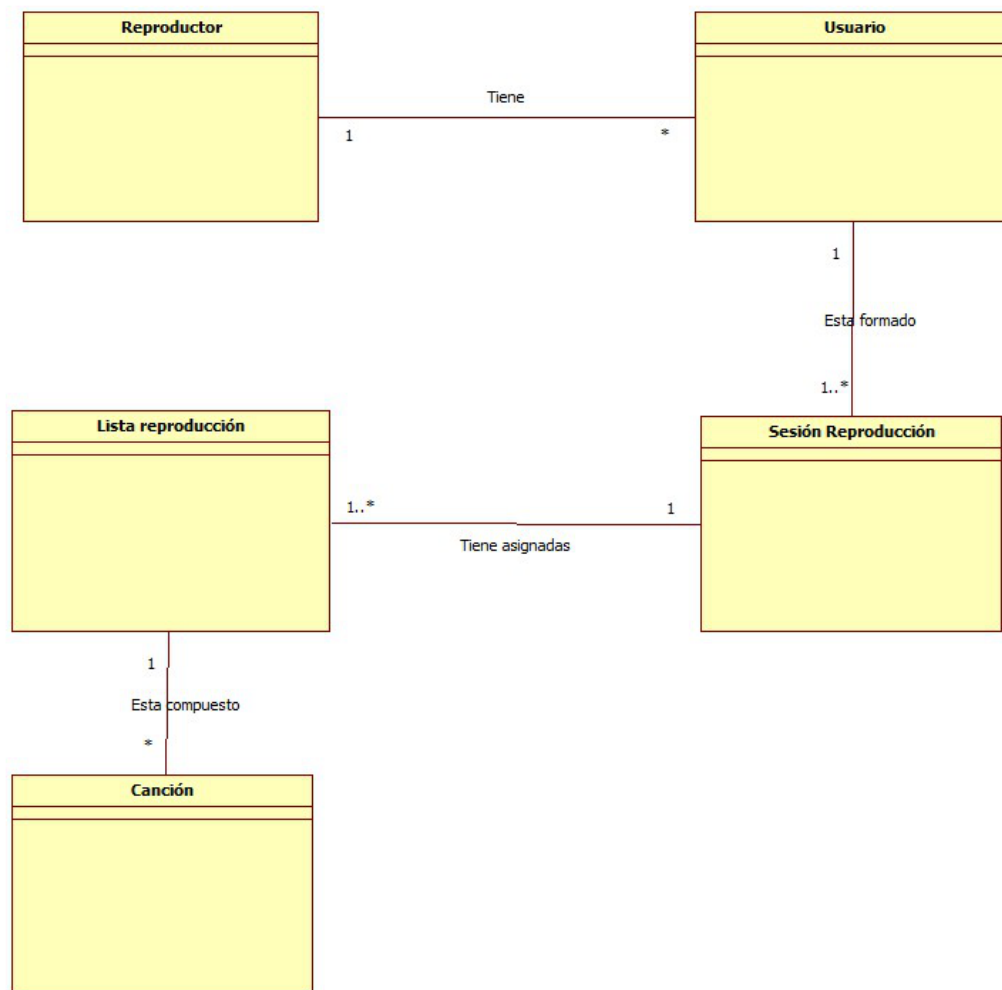 Reproductor
Usuario
Tiene
1
*
1
Esta formado
1..*
Lista reproducción
Sesión Reproducción
1..*
1
Tiene asignadas
1
Esta compuesto
*
Canción